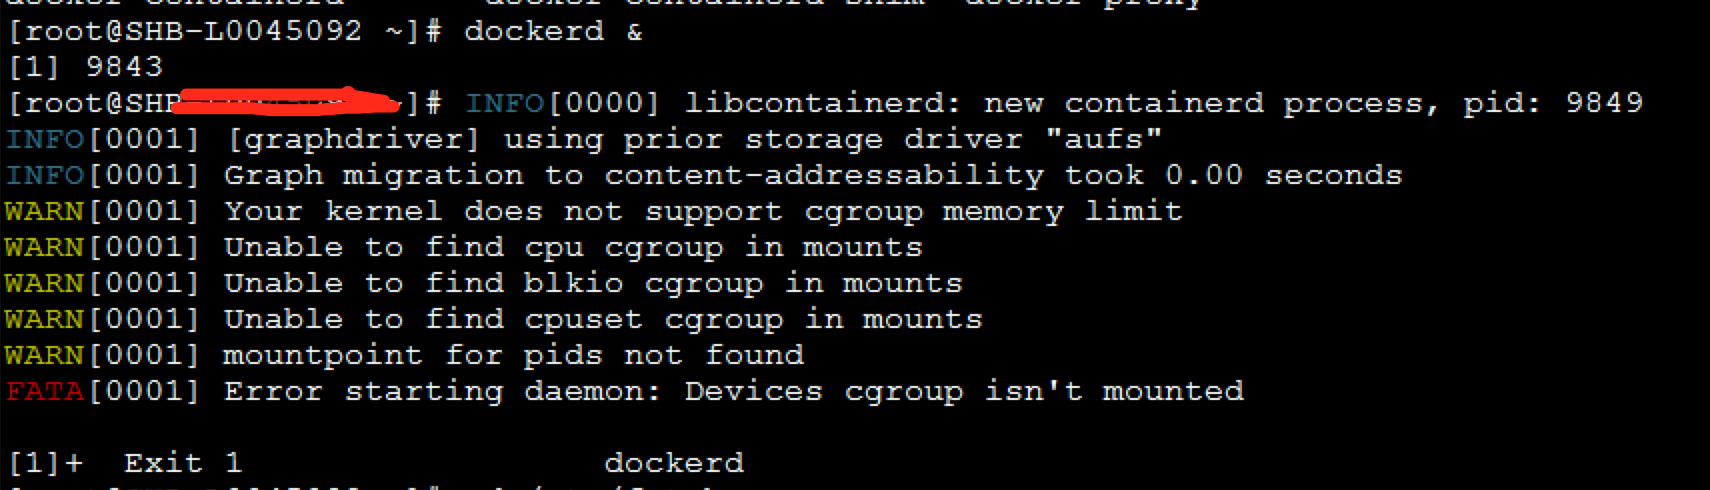 [root@SHB-L0045092 ~]# dockerd &
[1] 9843
[root@SHB ~]# INFO[0000] libcontainerd: new containerd process, pid: 9849
INFO[0001] [graphdriver] using prior storage driver "aufs"
INFO[0001] Graph migration to content-addressability took 0.00 seconds
WARN[0001] Your kernel does not support cgroup memory limit
WARN[0001] Unable to find cpu cgroup in mounts
WARN[0001] Unable to find blkio cgroup in mounts
WARN[0001] Unable to find cpuset cgroup in mounts
WARN[0001] mountpoint for pids not found
FATA[0001] Error starting daemon: Devices cgroup isn't mounted
[1]+  Exit 1                  dockerd